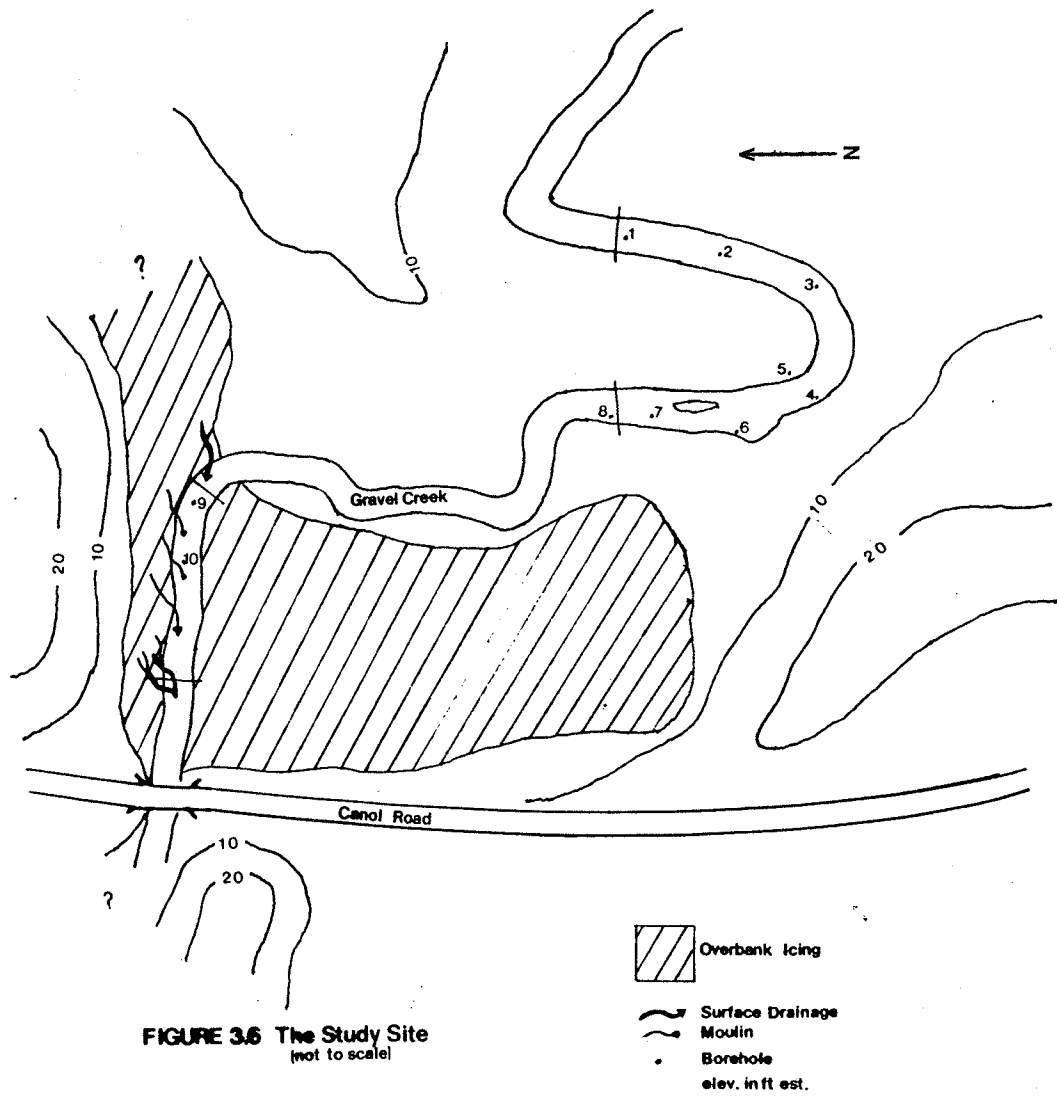 N
.1
.2
3.
10
?
5.
4.
8.
.7
.6
Gravel Creek
.9
10
10
20
10
20
Canol Road
10
20
?
Overbank Icing
Surface Drainage
Moulin
Borehole
elev. in ft est.
FIGURE 3.6 The Study Site
(not to scale)